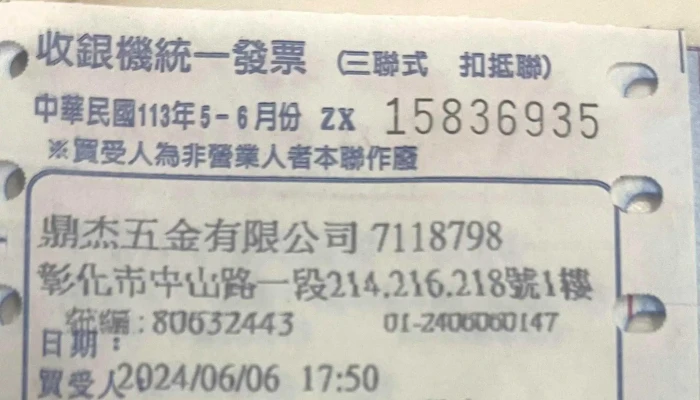 收銀機統一發票 (三聯式 扣抵聯)
中華民國113年5-6月份 ZX 15836935
※買受人為非營業人者本聯作廢
鼎杰五金有限公司 7118798
彰化市中山路一段214.216.218號1樓
統編:80632443 01-2406060147
日期:
買受人2024/06/06 17:50